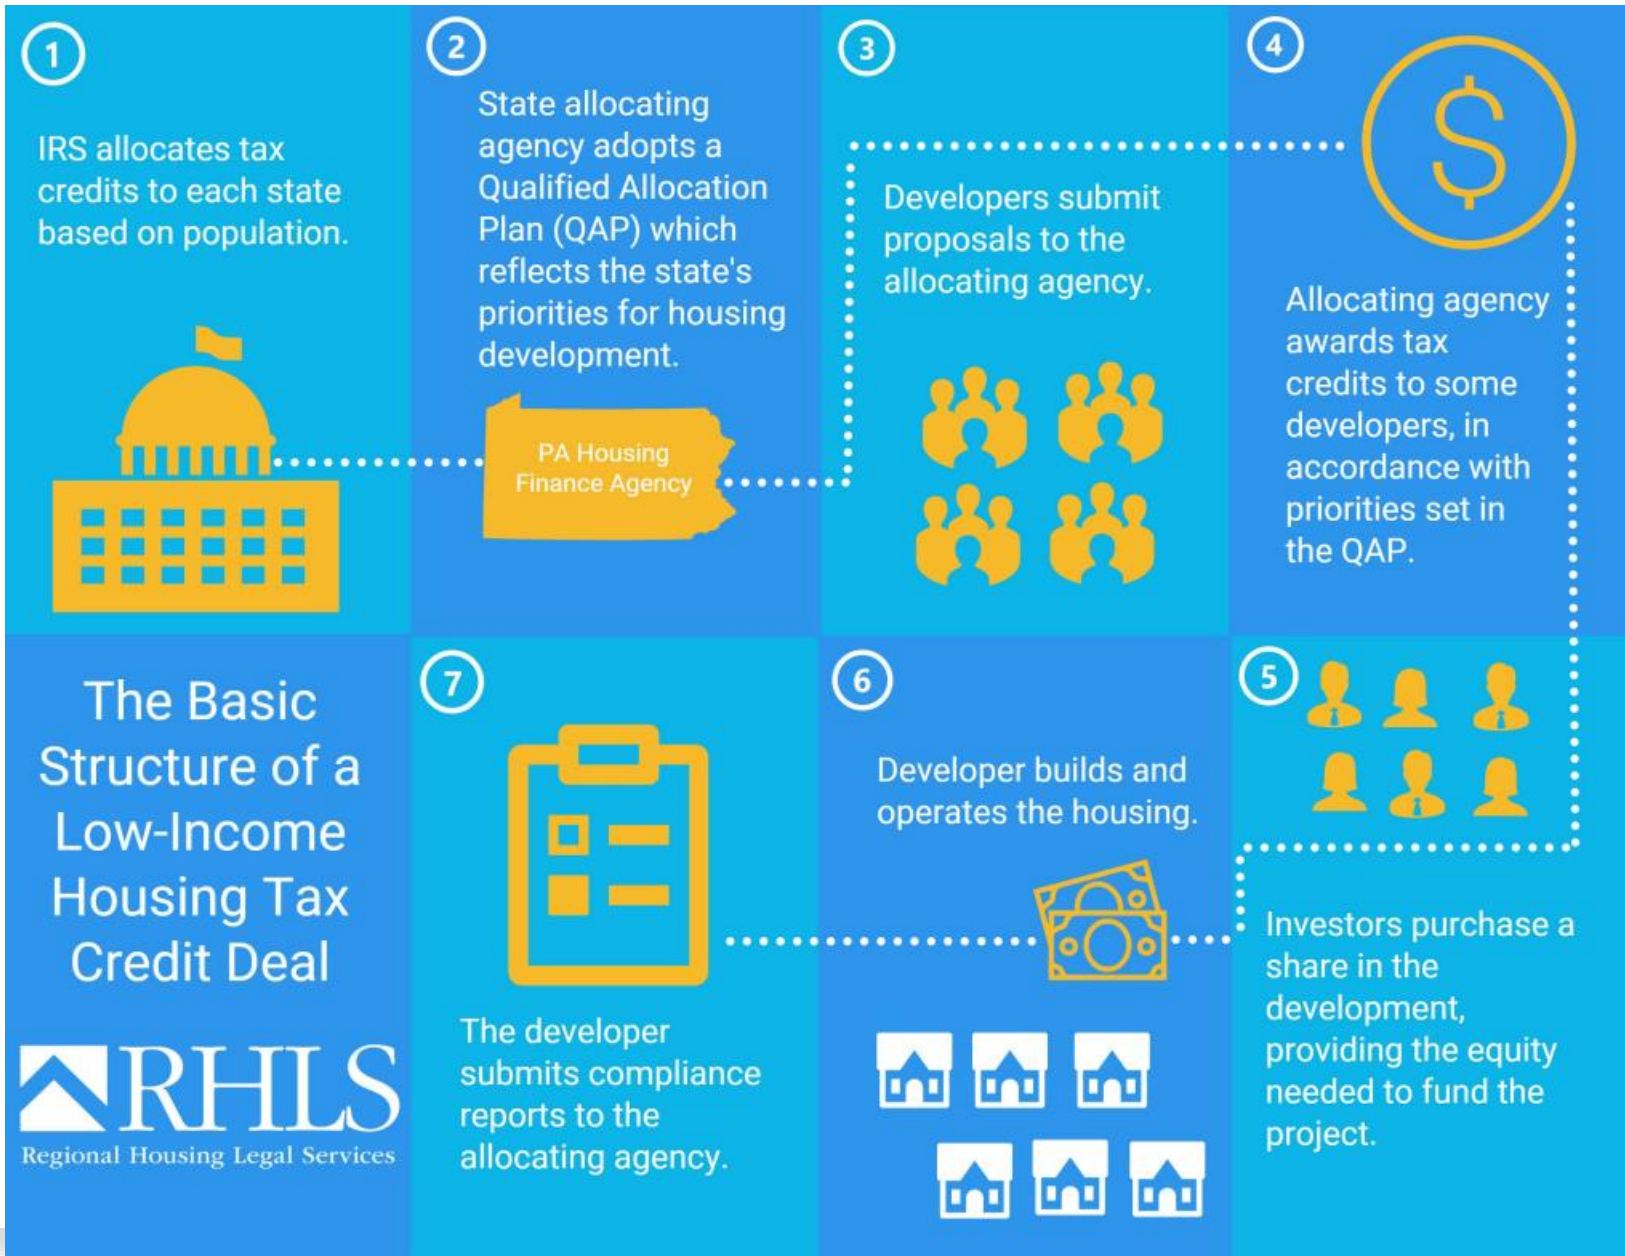 1
IRS allocates tax
credits to each state
based on population.
2
State allocating
agency adopts a
Qualified Allocation
Plan (QAP) which
reflects the state's
priorities for housing
development.
PA Housing
Finance Agency
3
Developers submit
proposals to the
allocating agency.
4
$
Allocating agency
awards tax
credits to some
developers, in
accordance with
priorities set in
the QAP.
5
Investors purchase a
share in the
development,
providing the equity
needed to fund the
project.
6
Developer builds and
operates the housing.
7
The developer
submits compliance
reports to the
allocating agency.
The Basic
Structure of a
Low-Income
Housing Tax
Credit Deal
RHLS
Regional Housing Legal Services